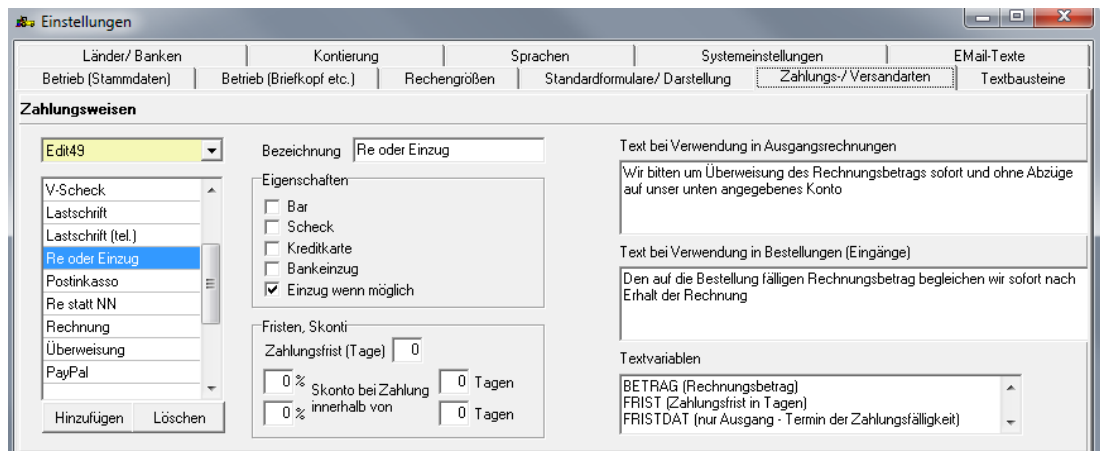 Einstellungen
Länder/ Banken
Kontierung
Sprachen
Systemeinstellungen
EMail-Texte
Betrieb (Stammdaten)
Betrieb (Briefkopf etc.)
Rechengrößen
Standardformulare/ Darstellung
Zahlungs-/ Versandarten
Textbausteine
Zahlungsweisen
Edit49
V-Scheck
Lastschrift
Lastschrift (tel.)
Re oder Einzug
Postinkasso
Re statt NN
Rechnung
Überweisung
PayPal
Hinzufügen
Löschen
Bezeichnung
Re oder Einzug
Eigenschaften
Bar
Scheck
Kreditkarte
Bankeinzug
Einzug wenn möglich
Fristen, Skonti
Zahlungsfrist (Tage) 0
0 % Skonto bei Zahlung 0 Tagen
0 % innerhalb von 0 Tagen
Text bei Verwendung in Ausgangsrechnungen
Wir bitten um Überweisung des Rechnungsbetrags sofort und ohne Abzüge
auf unser unten angegebenes Konto
Text bei Verwendung in Bestellungen (Eingänge)
Den auf die Bestellung fälligen Rechnungsbetrag begleichen wir sofort nach
Erhalt der Rechnung
Textvariablen
BETRAG (Rechnungsbetrag)
FRIST (Zahlungsfrist in Tagen)
FRISTDAT (nur Ausgang - Termin der Zahlungsfälligkeit)